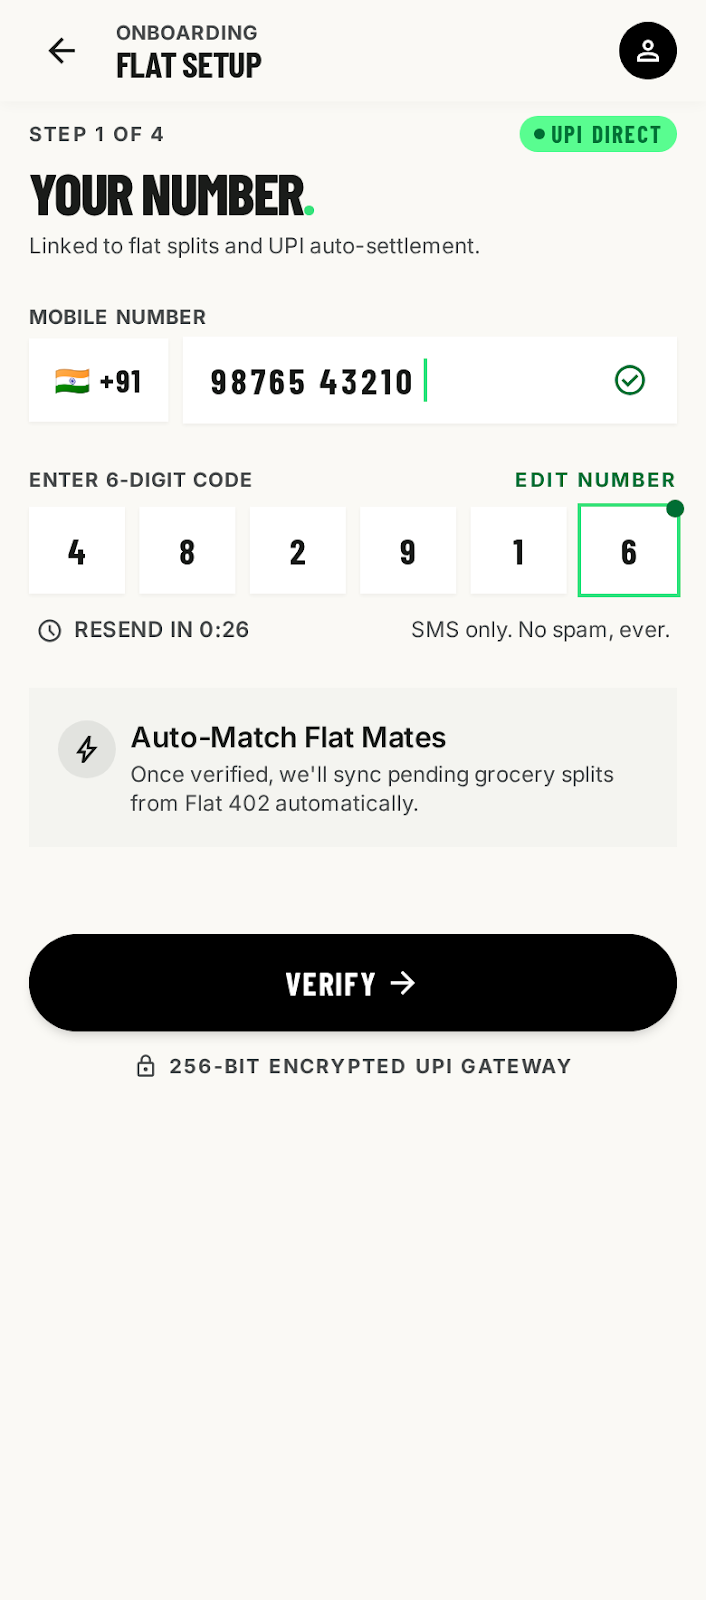 ONBOARDING
FLAT SETUP
STEP 1 OF 4
UPI DIRECT
YOUR NUMBER.
Linked to flat splits and UPI auto-settlement.
MOBILE NUMBER
+91
98765 43210
ENTER 6-DIGIT CODE
EDIT NUMBER
4 8 2 9 1 6
RESEND IN 0:26
SMS only. No spam, ever.
Auto-Match Flat Mates
Once verified, we'll sync pending grocery splits
from Flat 402 automatically.
VERIFY
256-BIT ENCRYPTED UPI GATEWAY